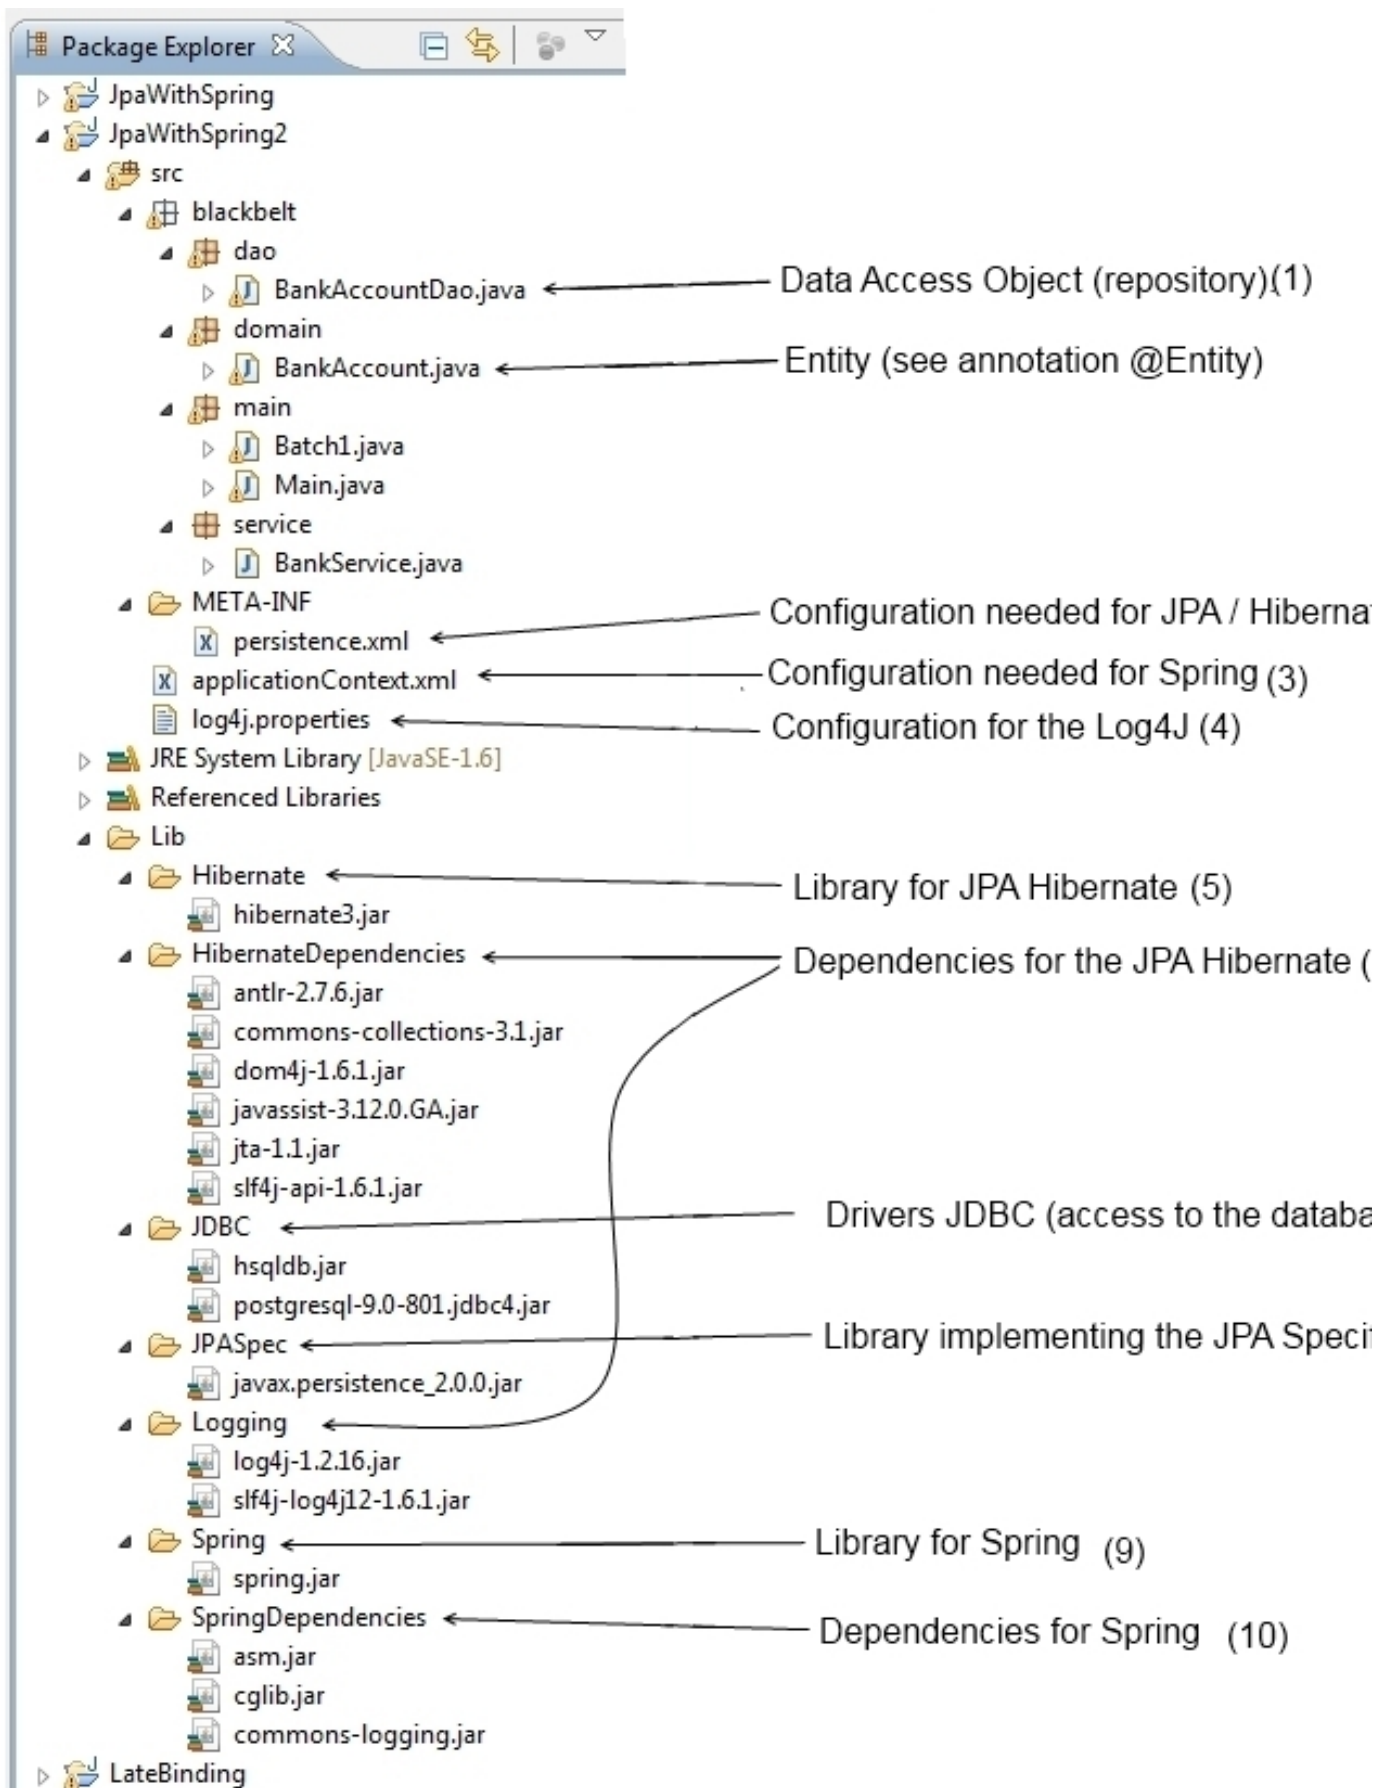 Package Explorer
JpaWithSpring
JpaWithSpring2
src
blackbelt
dao
BankAccountDao.java
Data Access Object (repository).(1)
domain
BankAccount.java
Entity (see annotation @Entity)
main
Batch1.java
Main.java
service
BankService.java
META-INF
Configuration needed for JPA / Hiberna
persistence.xml
applicationContext.xml
Configuration needed for Spring (3)
log4j.properties
Configuration for the Log4J (4)
JRE System Library [JavaSE-1.6]
Referenced Libraries
Lib
Hibernate
Library for JPA Hibernate (5)
hibernate3.jar
HibernateDependencies
Dependencies for the JPA Hibernate (
antlr-2.7.6.jar
commons-collections-3.1.jar
dom4j-1.6.1.jar
javassist-3.12.0.GA.jar
jta-1.1.jar
slf4j-api-1.6.1.jar
JDBC
Drivers JDBC (access to the databa
hsqldb.jar
postgresql-9.0-801.jdbc4.jar
JPASpec
Library implementing the JPA Speci
javax.persistence_2.0.0.jar
Logging
log4j-1.2.16.jar
slf4j-log4j12-1.6.1.jar
Spring
Library for Spring (9)
spring.jar
SpringDependencies
Dependencies for Spring (10)
asm.jar
cglib.jar
commons-logging.jar
LateBinding